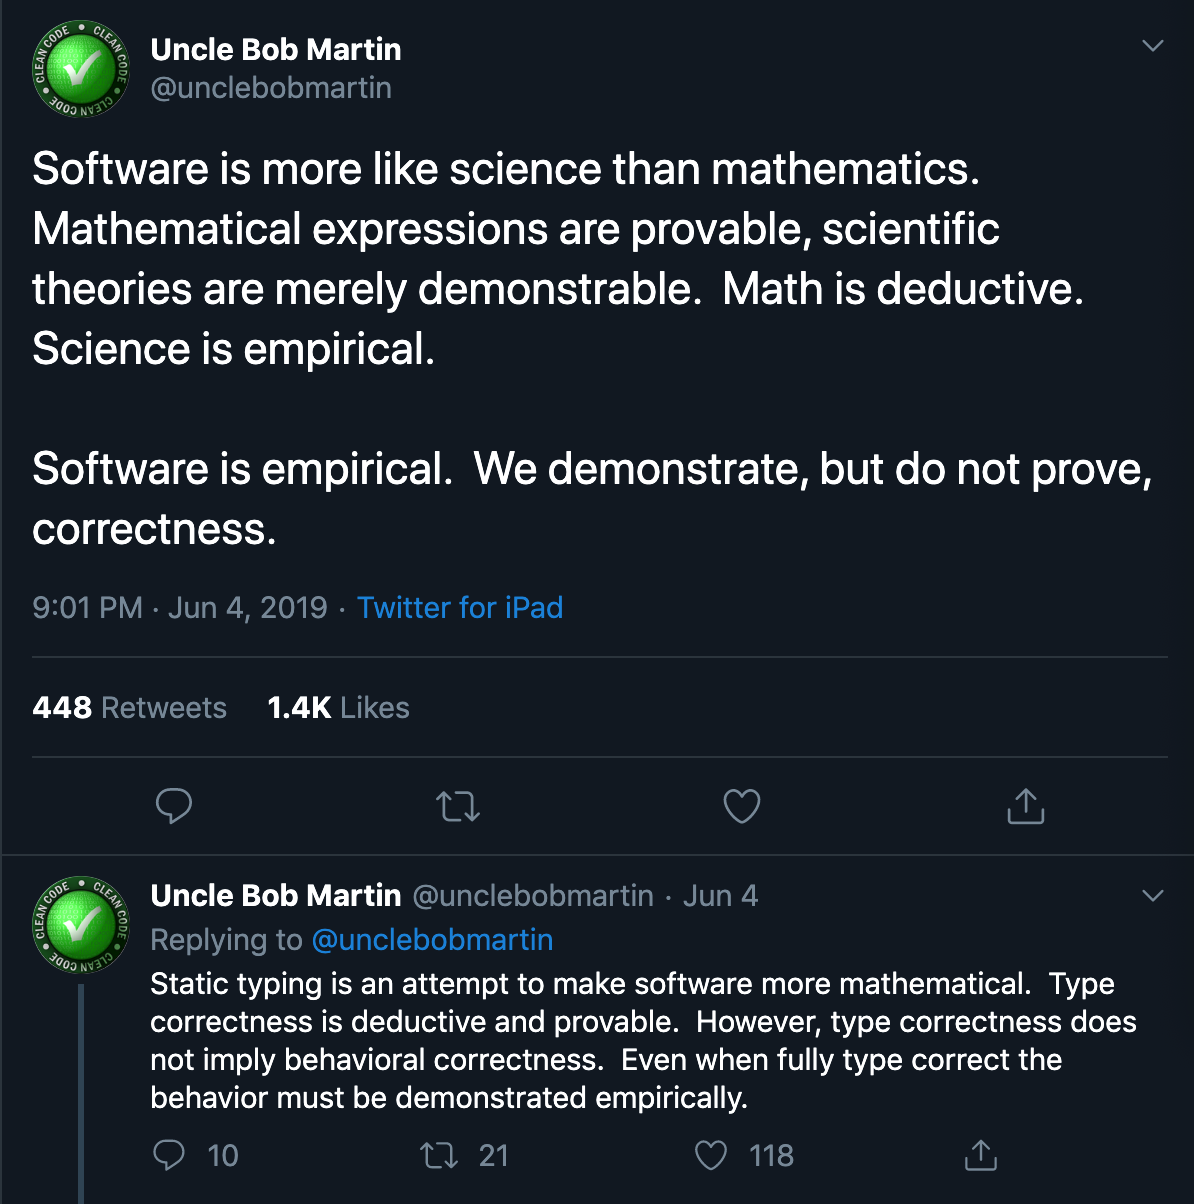 Uncle Bob Martin
@unclebobmartin
Software is more like science than mathematics.
Mathematical expressions are provable, scientific
theories are merely demonstrable.  Math is deductive.
Science is empirical.
Software is empirical.  We demonstrate, but do not prove,
correctness.
9:01 PM · Jun 4, 2019 · Twitter for iPad
448 Retweets 1.4K Likes
CLEAN CODE • CLEAN CODE • CLEAN CODE •
Uncle Bob Martin @unclebobmartin · Jun 4
Replying to @unclebobmartin
Static typing is an attempt to make software more mathematical.  Type
correctness is deductive and provable.  However, type correctness does
not imply behavioral correctness.  Even when fully type correct the
behavior must be demonstrated empirically.
10 21 118
CLEAN CODE • CLEAN CODE • CLEAN CODE •